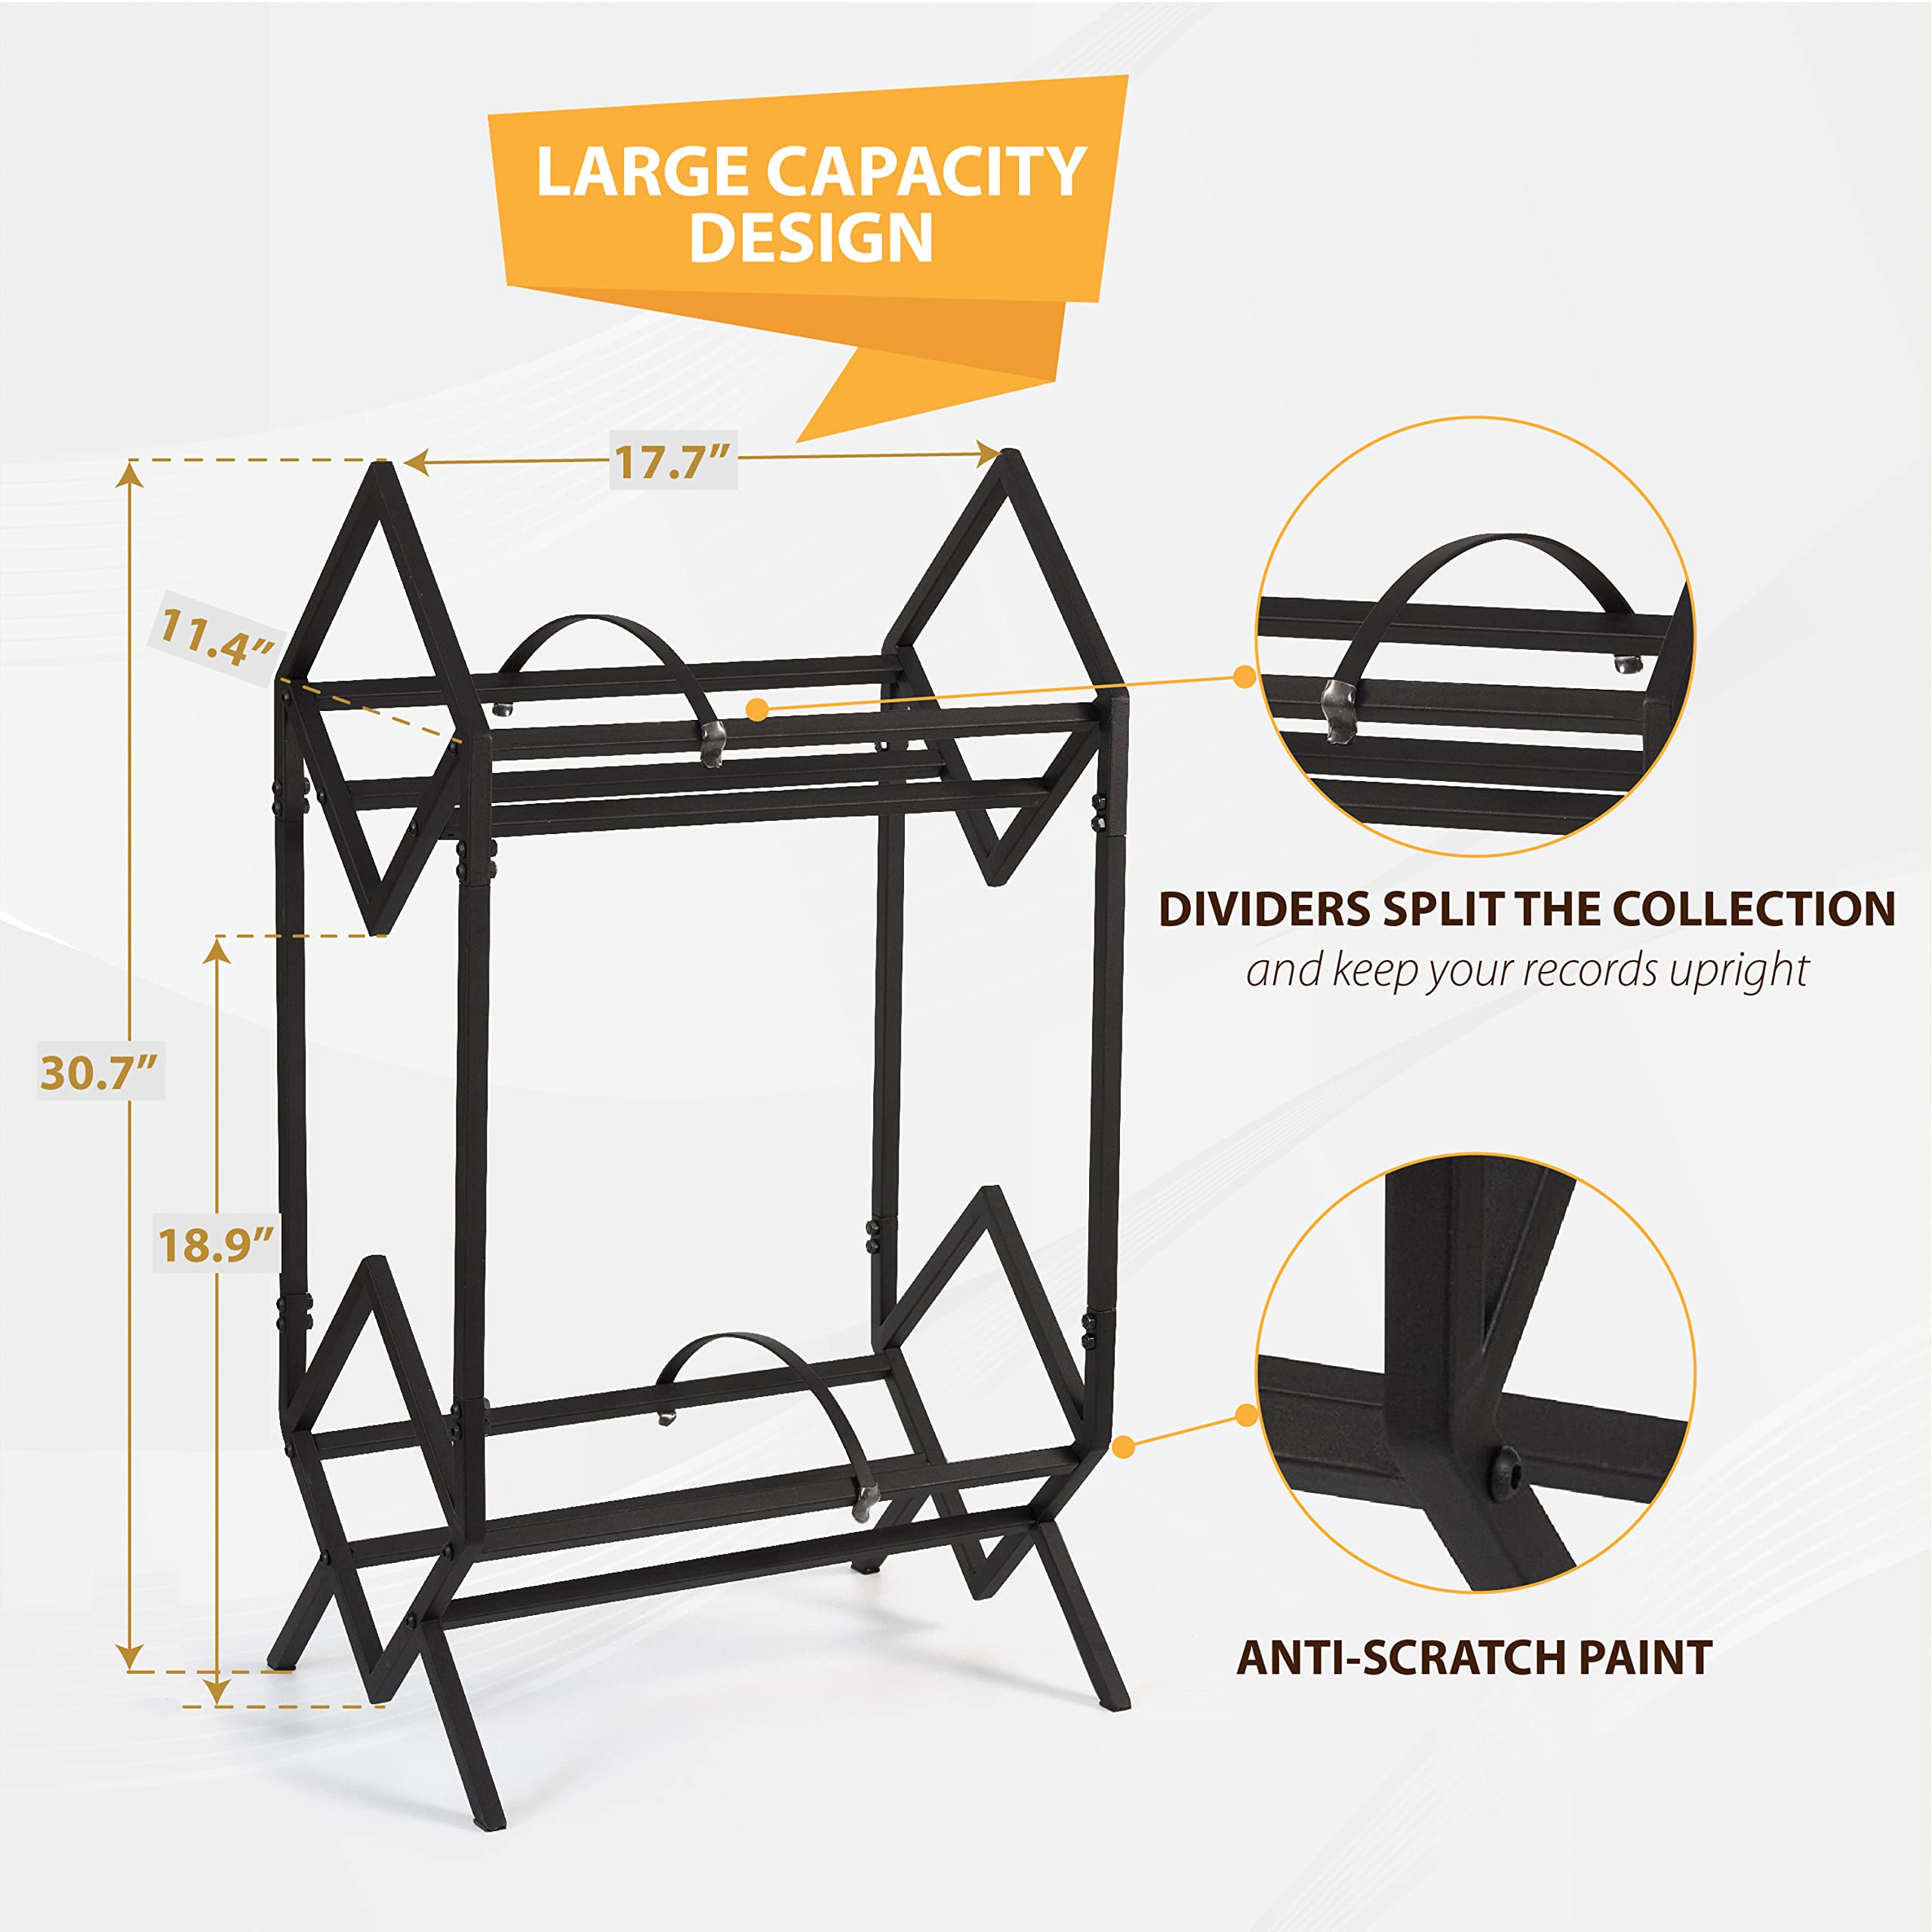 LARGE CAPACITY
DESIGN
17.7”
11.4”
30.7”
18.9”
DIVIDERS SPLIT THE COLLECTION
and keep your records upright
ANTI-SCRATCH PAINT